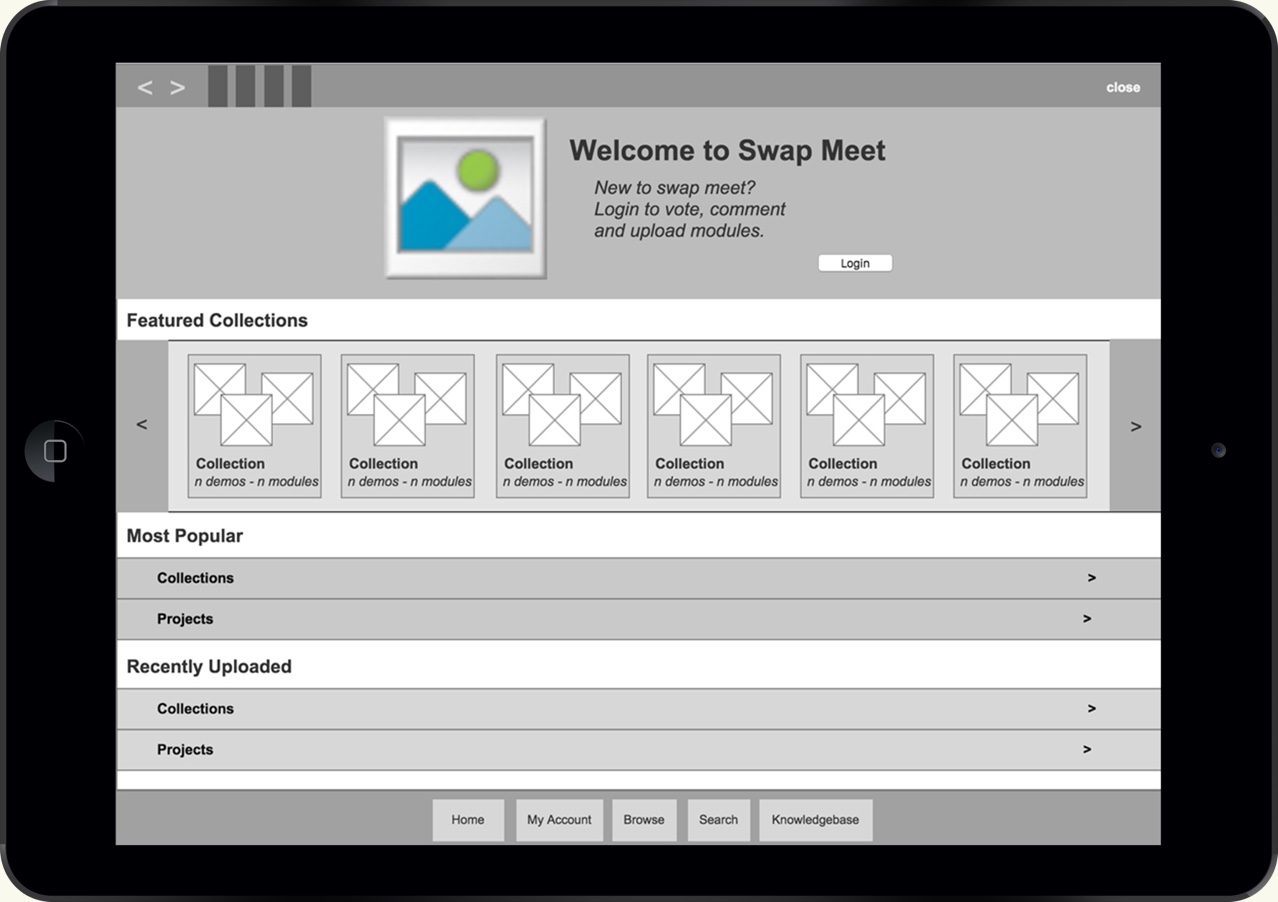 < > close
Welcome to Swap Meet
New to swap meet?
Login to vote, comment
and upload modules.
Login
Featured Collections
< >
Collection Collection Collection Collection Collection Collection
n demos - n modules n demos - n modules n demos - n modules n demos - n modules n demos - n modules n demos - n modules
Most Popular
Collections >
Projects >
Recently Uploaded
Collections >
Projects >
Home My Account Browse Search Knowledgebase